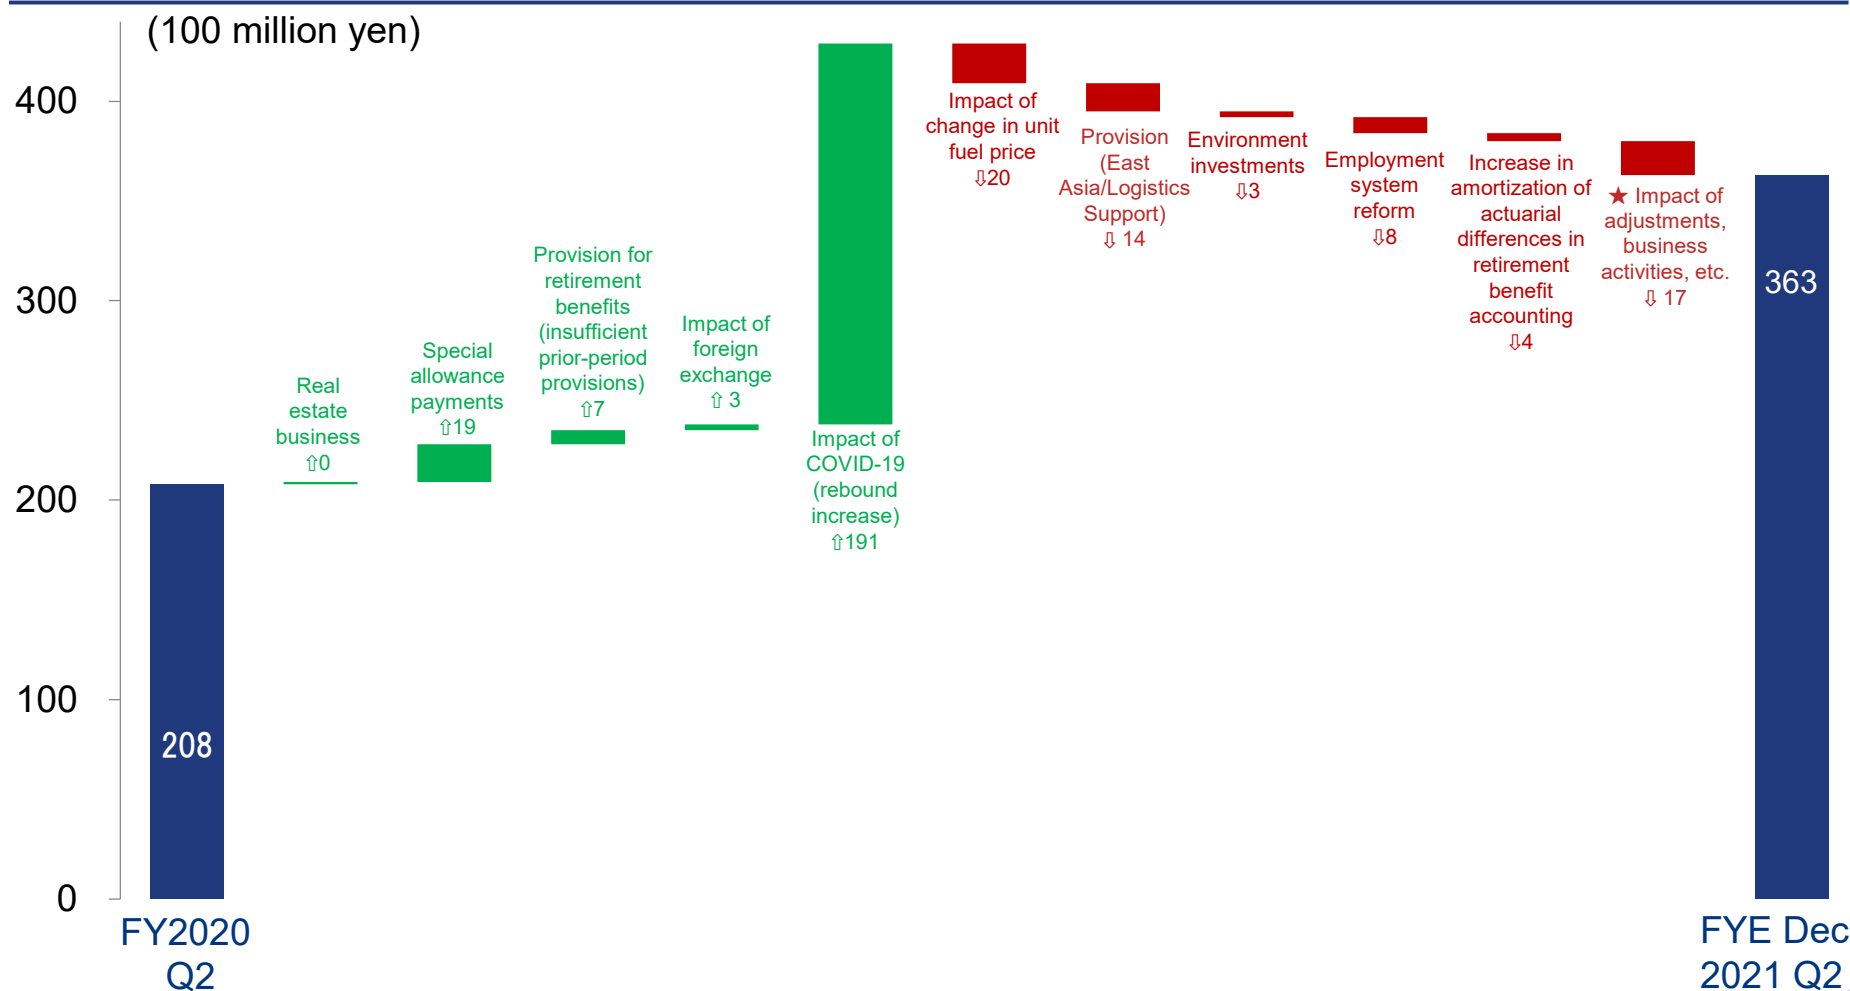 (100 million yen)
400
300
200
100
0
208
FY2020
Q2
Real
estate
business
⇧0
Special
allowance
payments
⇧19
Provision for
retirement
benefits
(insufficient
prior-period
provisions)
⇧7
Impact of
foreign
exchange
⇧ 3
Impact of
COVID-19
(rebound
increase)
⇧191
Impact of
change in unit
fuel price
⇩20
Provision
(East
Asia/Logistics
Support)
⇩ 14
Environment
investments
⇩3
Employment
system
reform
⇩8
Increase in
amortization of
actuarial
differences in
retirement
benefit
accounting
⇩4
★ Impact of
adjustments,
business
activities, etc.
⇩ 17
363
FYE Dec
2021 Q2